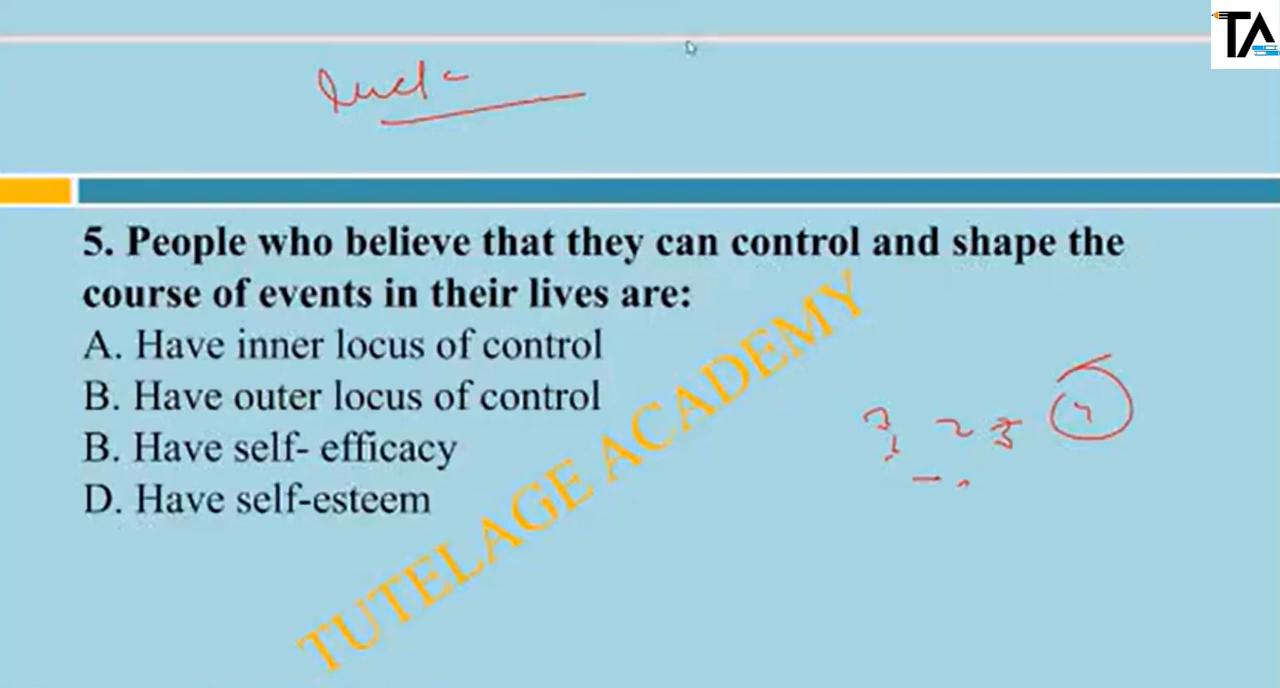 TA
5. People who believe that they can control and shape the
course of events in their lives are:
A. Have inner locus of control
B. Have outer locus of control
B. Have self- efficacy
D. Have self-esteem
TUTELAGE ACADEMY